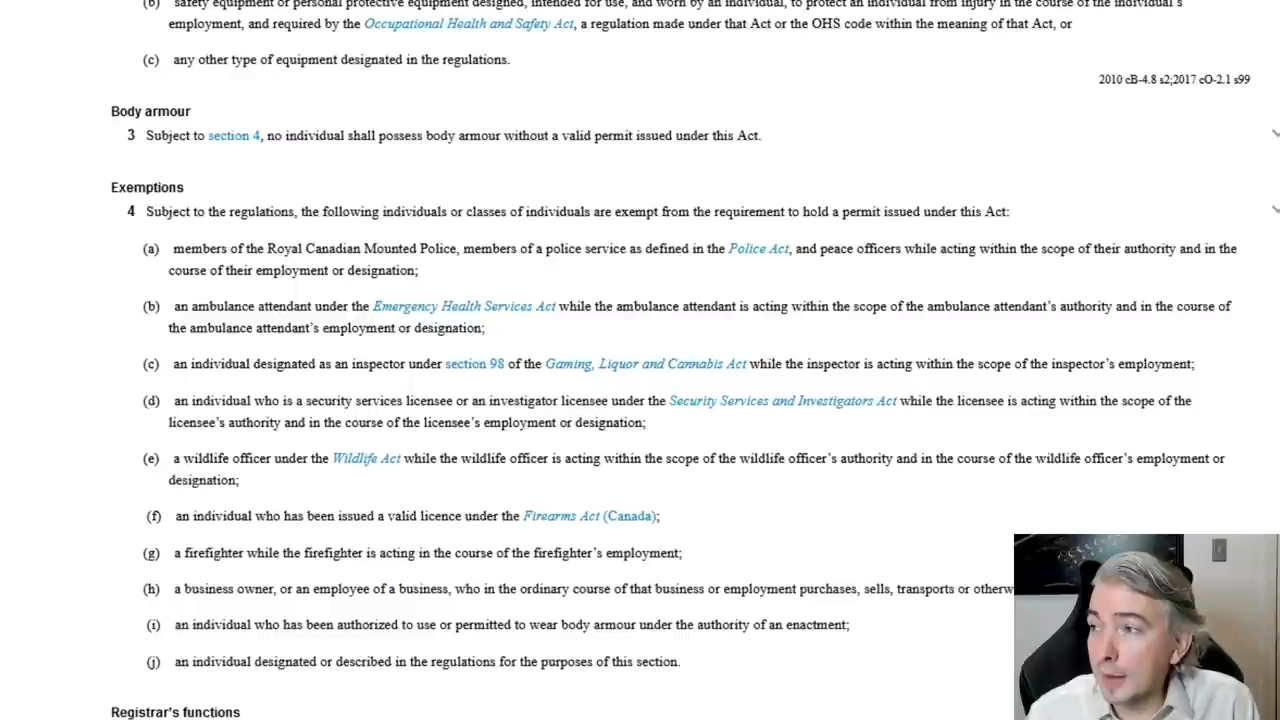 (b) safety equipment or personal protective equipment designed, intended for use, and worn by an individual, to protect an individual from injury in the course of the individual's
employment, and required by the Occupational Health and Safety Act, a regulation made under that Act or the OHS code within the meaning of that Act, or
(c) any other type of equipment designated in the regulations.
2010 cB-4.8 s2;2017 cO-2.1 s99
Body armour
3 Subject to section 4, no individual shall possess body armour without a valid permit issued under this Act.
Exemptions
4 Subject to the regulations, the following individuals or classes of individuals are exempt from the requirement to hold a permit issued under this Act:
(a) members of the Royal Canadian Mounted Police, members of a police service as defined in the Police Act, and peace officers while acting within the scope of their authority and in the
course of their employment or designation;
(b) an ambulance attendant under the Emergency Health Services Act while the ambulance attendant is acting within the scope of the ambulance attendant's authority and in the course of
the ambulance attendant's employment or designation;
(c) an individual designated as an inspector under section 98 of the Gaming, Liquor and Cannabis Act while the inspector is acting within the scope of the inspector's employment;
(d) an individual who is a security services licensee or an investigator licensee under the Security Services and Investigators Act while the licensee is acting within the scope of the
licensee's authority and in the course of the licensee's employment or designation;
(e) a wildlife officer under the Wildlife Act while the wildlife officer is acting within the scope of the wildlife officer's authority and in the course of the wildlife officer's employment or
designation;
(f) an individual who has been issued a valid licence under the Firearms Act (Canada);
(g) a firefighter while the firefighter is acting in the course of the firefighter's employment;
(h) a business owner, or an employee of a business, who in the ordinary course of that business or employment purchases, sells, transports or otherw
(i) an individual who has been authorized to use or permitted to wear body armour under the authority of an enactment;
(j) an individual designated or described in the regulations for the purposes of this section.
Registrar's functions